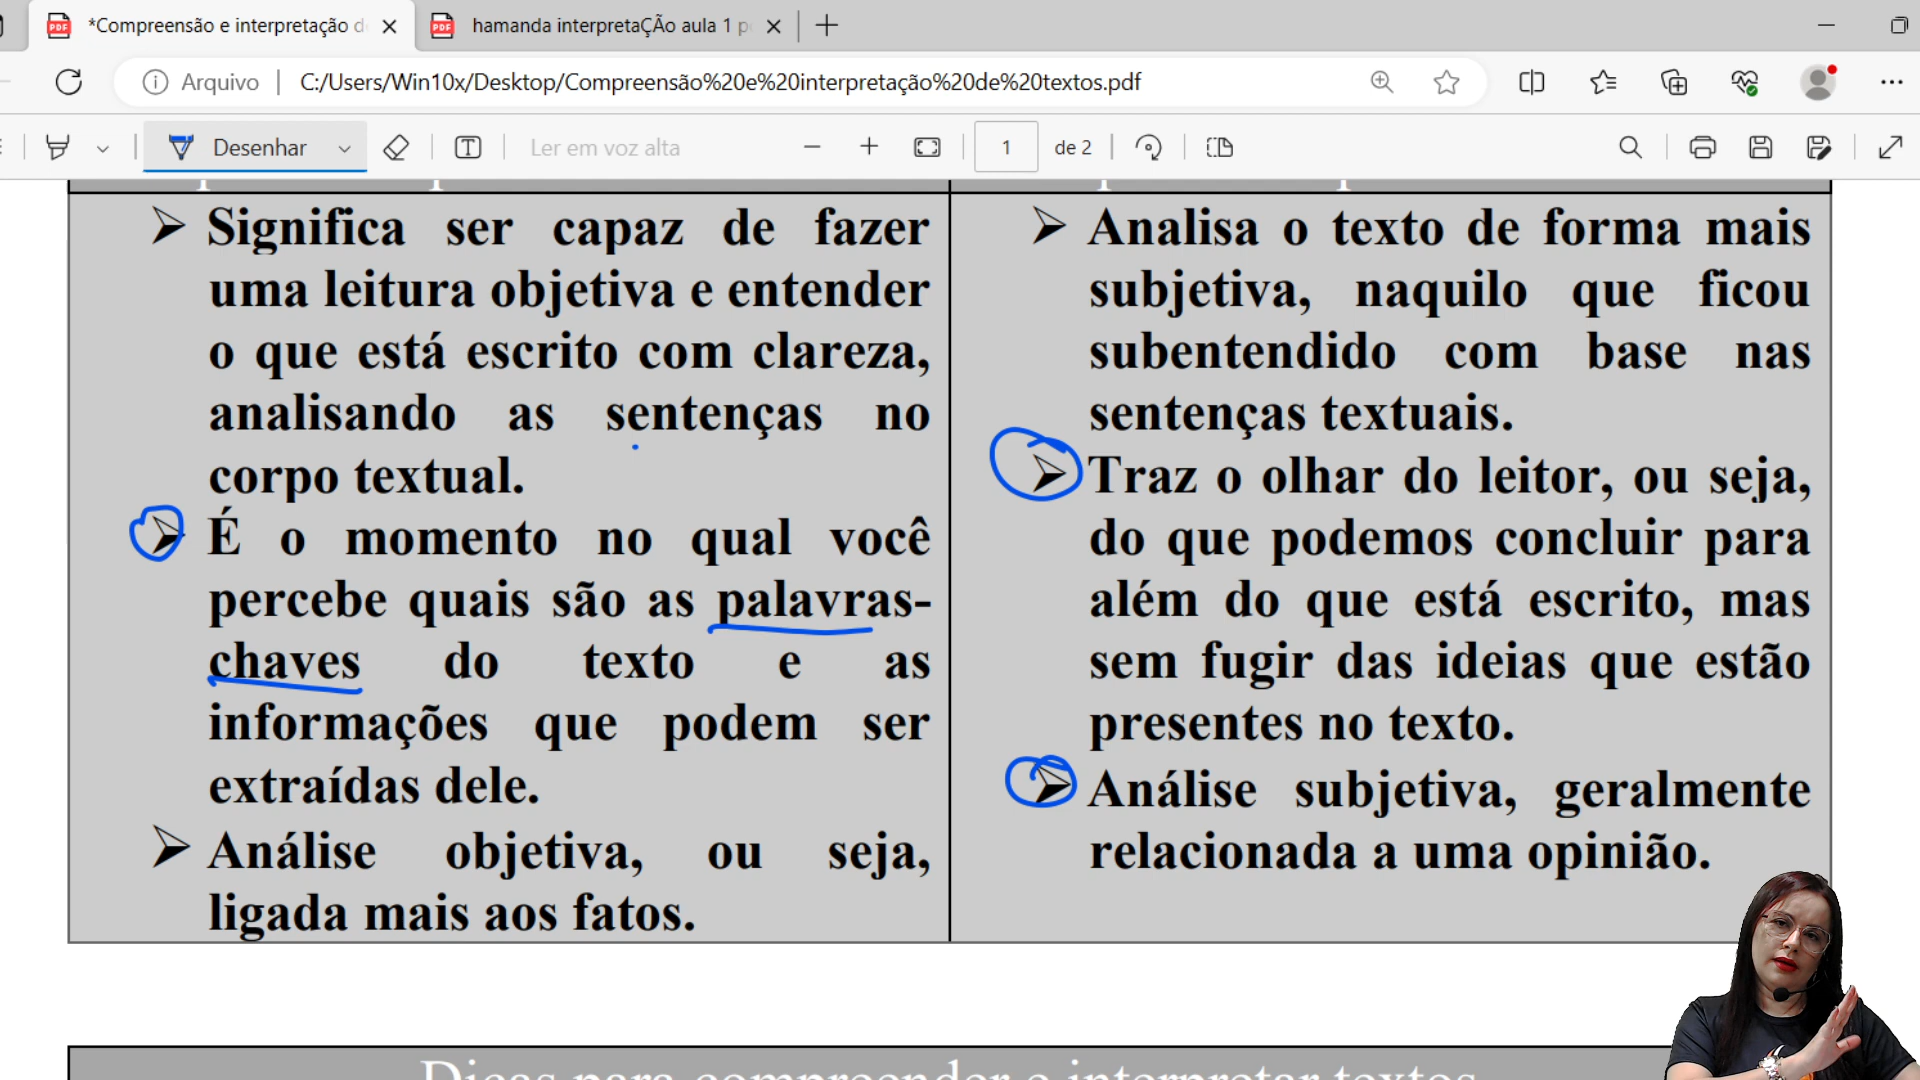 *Compreensão e interpretação d
hamanda interpretaÇÃo aula 1 p
Arquivo
C:/Users/Win10x/Desktop/Compreensão%20e%20interpretação%20de%20textos.pdf
Desenhar
Ler em voz alta
1 de 2
Significa ser capaz de fazer
uma leitura objetiva e entender
o que está escrito com clareza,
analisando as sentenças no
corpo textual.
É o momento no qual você
percebe quais são as palavras-
chaves do texto e as
informações que podem ser
extraídas dele.
Análise objetiva, ou seja,
ligada mais aos fatos.
Analisa o texto de forma mais
subjetiva, naquilo que ficou
subentendido com base nas
sentenças textuais.
Traz o olhar do leitor, ou seja,
do que podemos concluir para
além do que está escrito, mas
sem fugir das ideias que estão
presentes no texto.
Análise subjetiva, geralmente
relacionada a uma opinião.
Dicas para compreender e interpretar textos